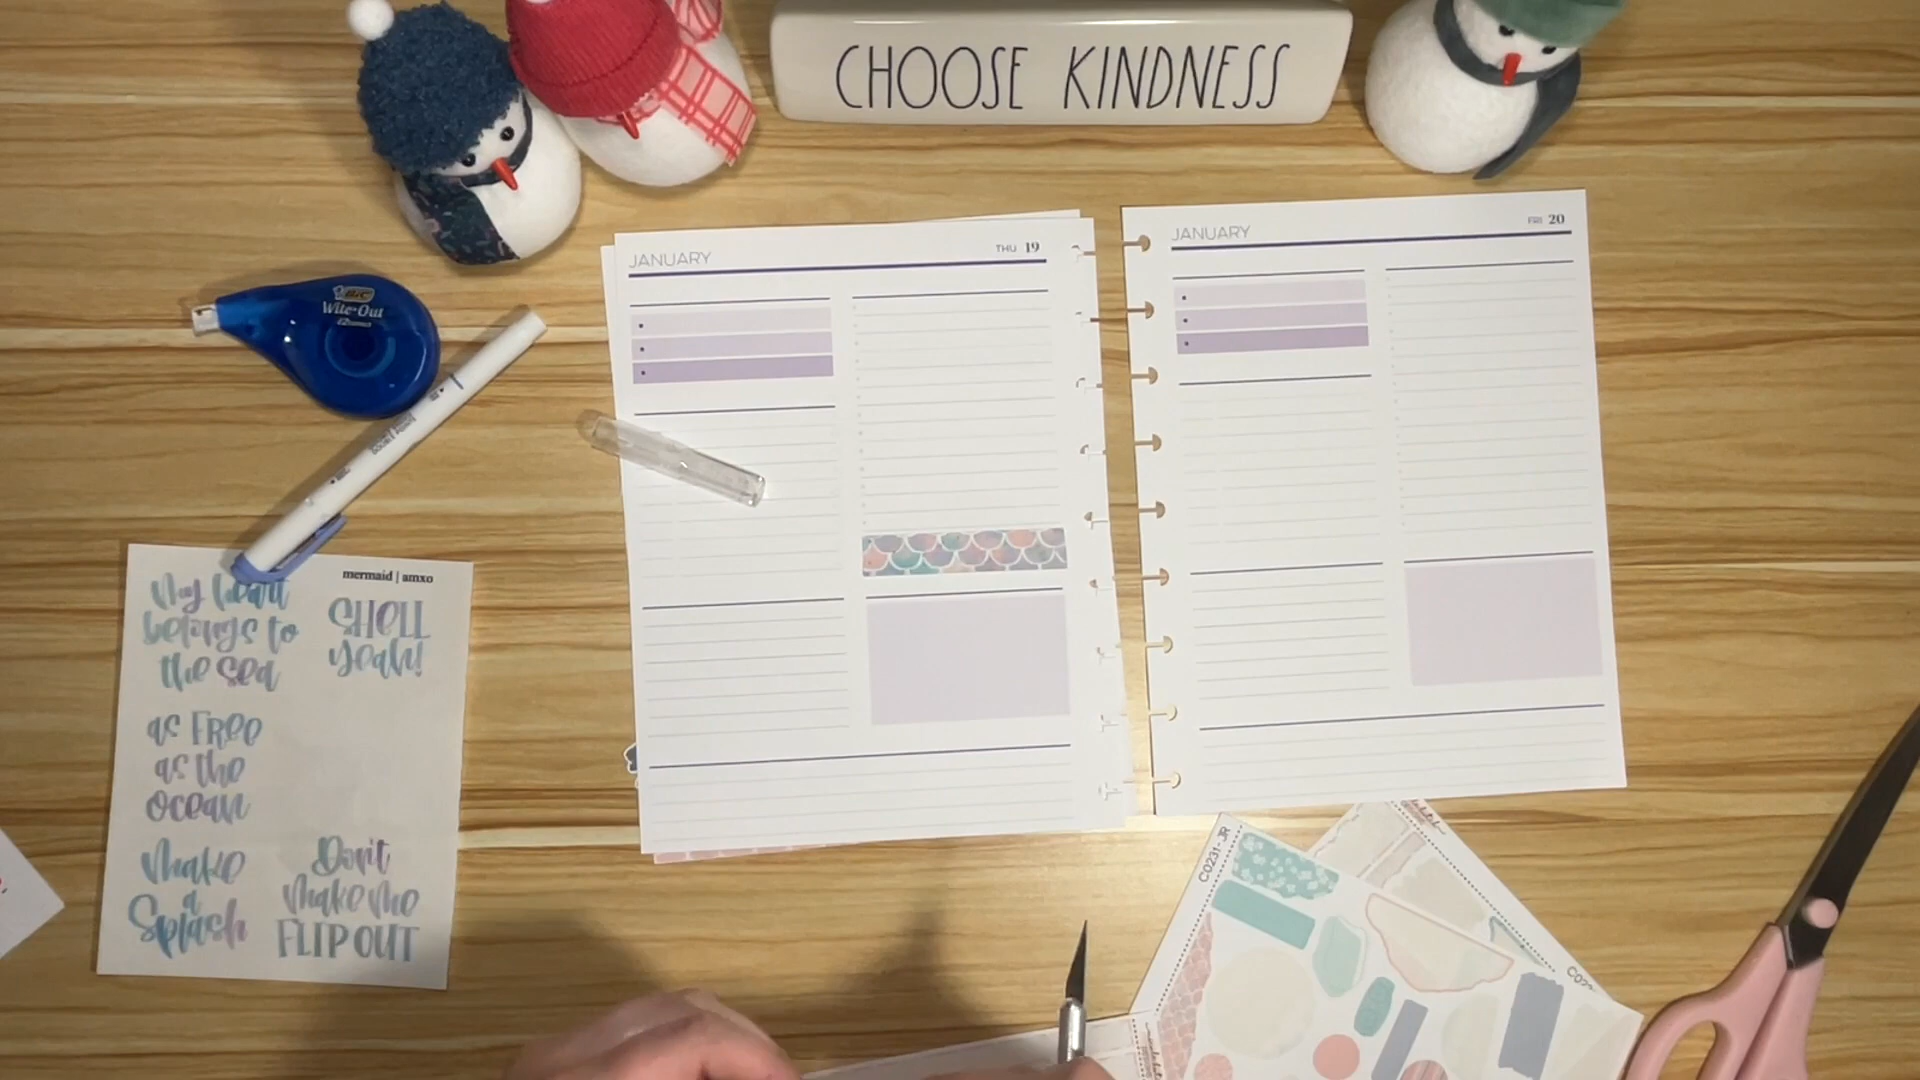 CHOOSE KINDNESS
JANUARY
THU 19
JANUARY
FRI 20
BIC
Wite-Out
mermaid | amxo
My heart
belongs to
the sea
SHELL
yeah!
as FREE
as the
ocean
Make
a
Splash
Don't
Make Me
FLIP OUT
C0231-JR